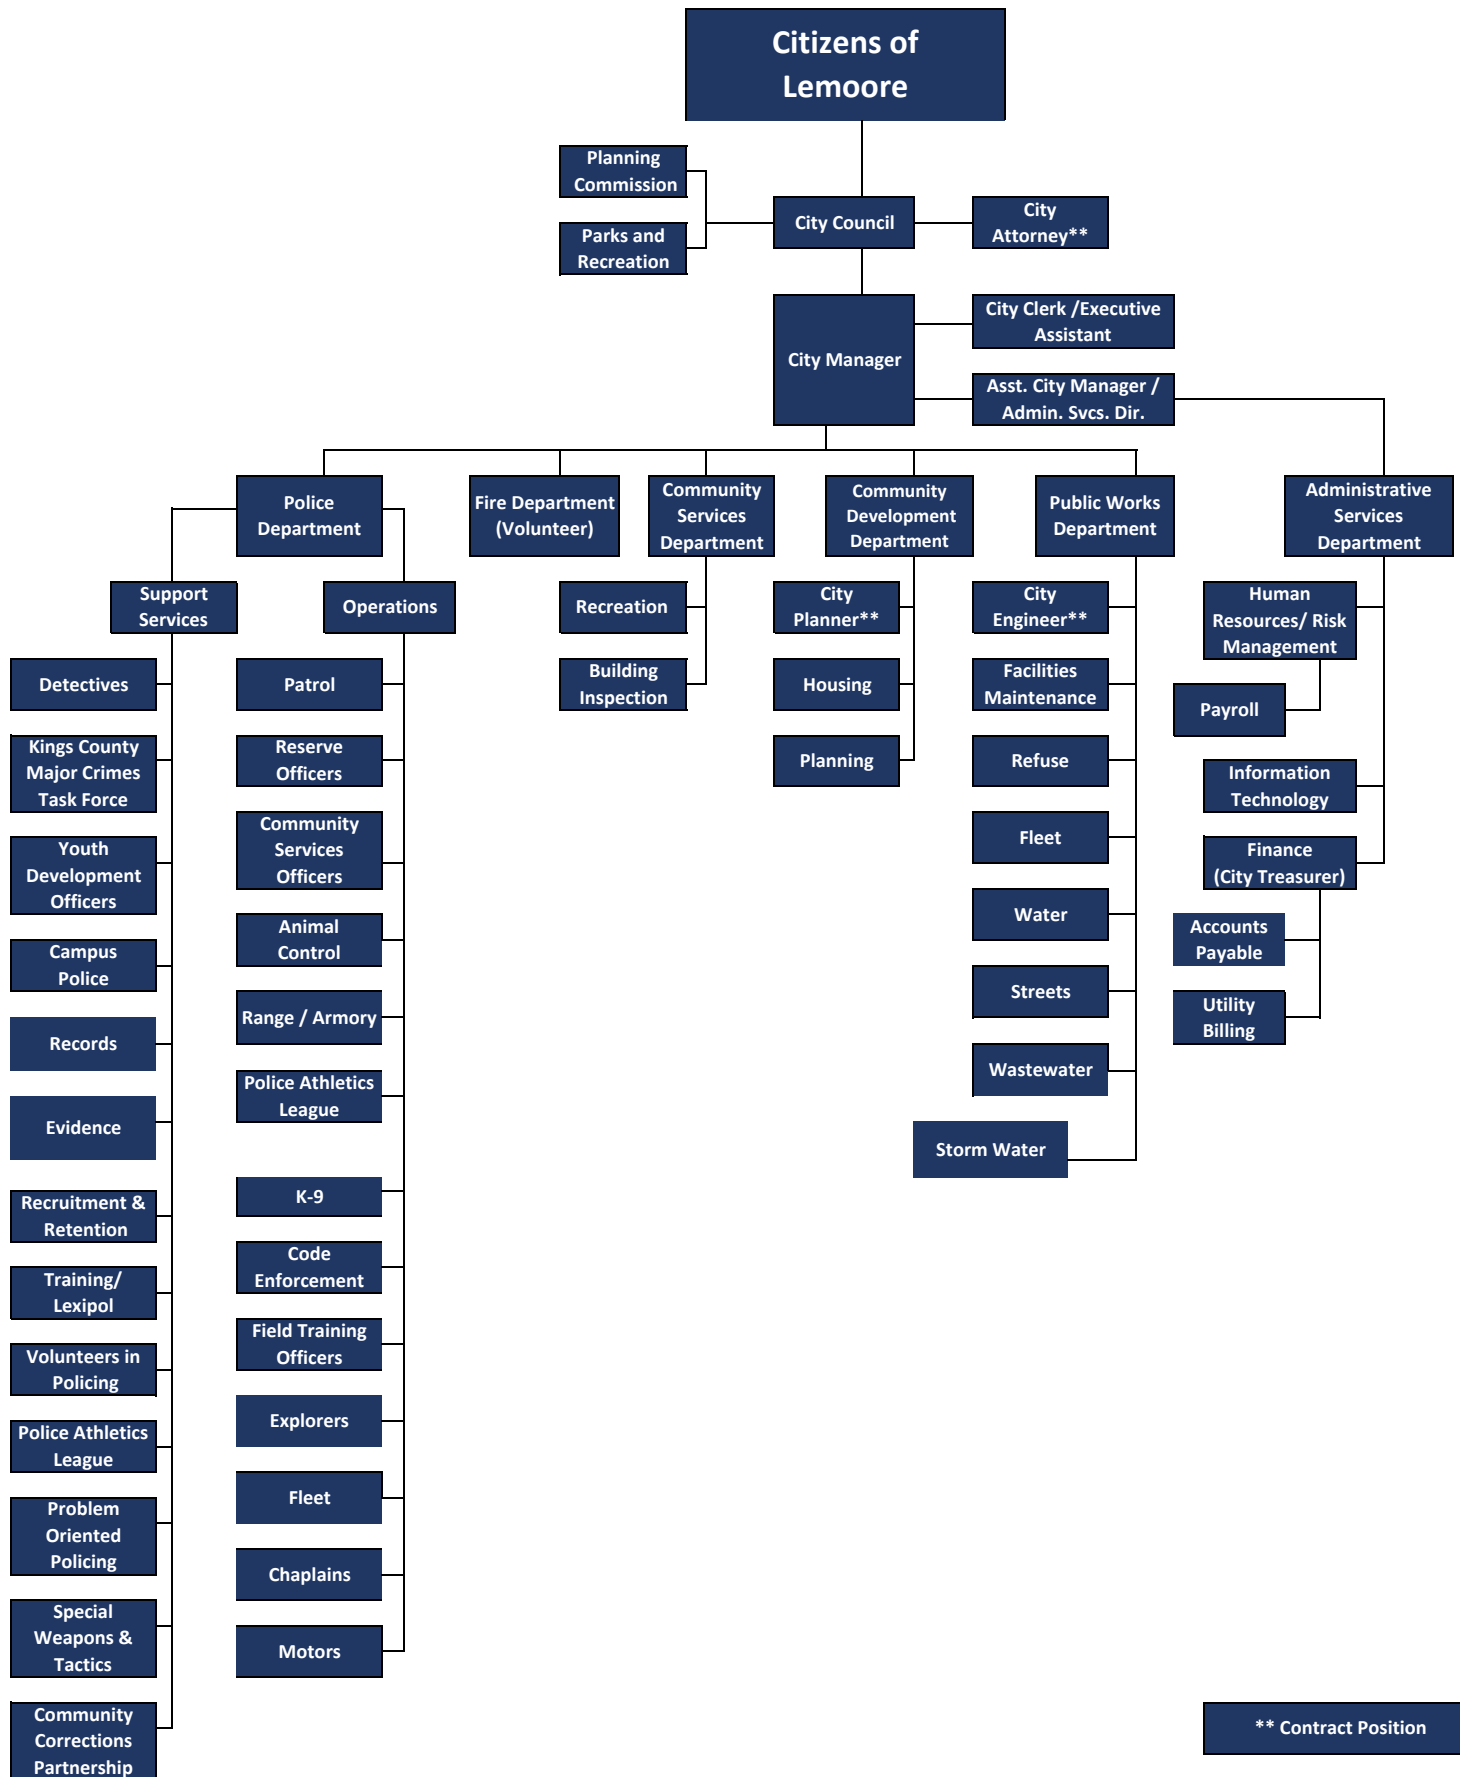 Citizens of
Lemoore
Planning
Commission
Parks and
Recreation
City Council
City
Attorney**
City Manager
City Clerk /Executive
Assistant
Asst. City Manager /
Admin. Svcs. Dir.
Police
Department
Fire Department
(Volunteer)
Community
Services
Department
Community
Development
Department
Public Works
Department
Administrative
Services
Department
Support
Services
Detectives
Kings County
Major Crimes
Task Force
Youth
Development
Officers
Campus
Police
Records
Evidence
Recruitment &
Retention
Training/
Lexipol
Volunteers in
Policing
Police Athletics
League
Problem
Oriented
Policing
Special
Weapons &
Tactics
Community
Corrections
Partnership
Operations
Patrol
Reserve
Officers
Community
Services
Officers
Animal
Control
Range / Armory
Police Athletics
League
K-9
Code
Enforcement
Field Training
Officers
Explorers
Fleet
Chaplains
Motors
Recreation
Building
Inspection
City
Planner**
Housing
Planning
City
Engineer**
Facilities
Maintenance
Refuse
Fleet
Water
Streets
Wastewater
Storm Water
Human
Resources/ Risk
Management
Payroll
Information
Technology
Finance
(City Treasurer)
Accounts
Payable
Utility
Billing
** Contract Position